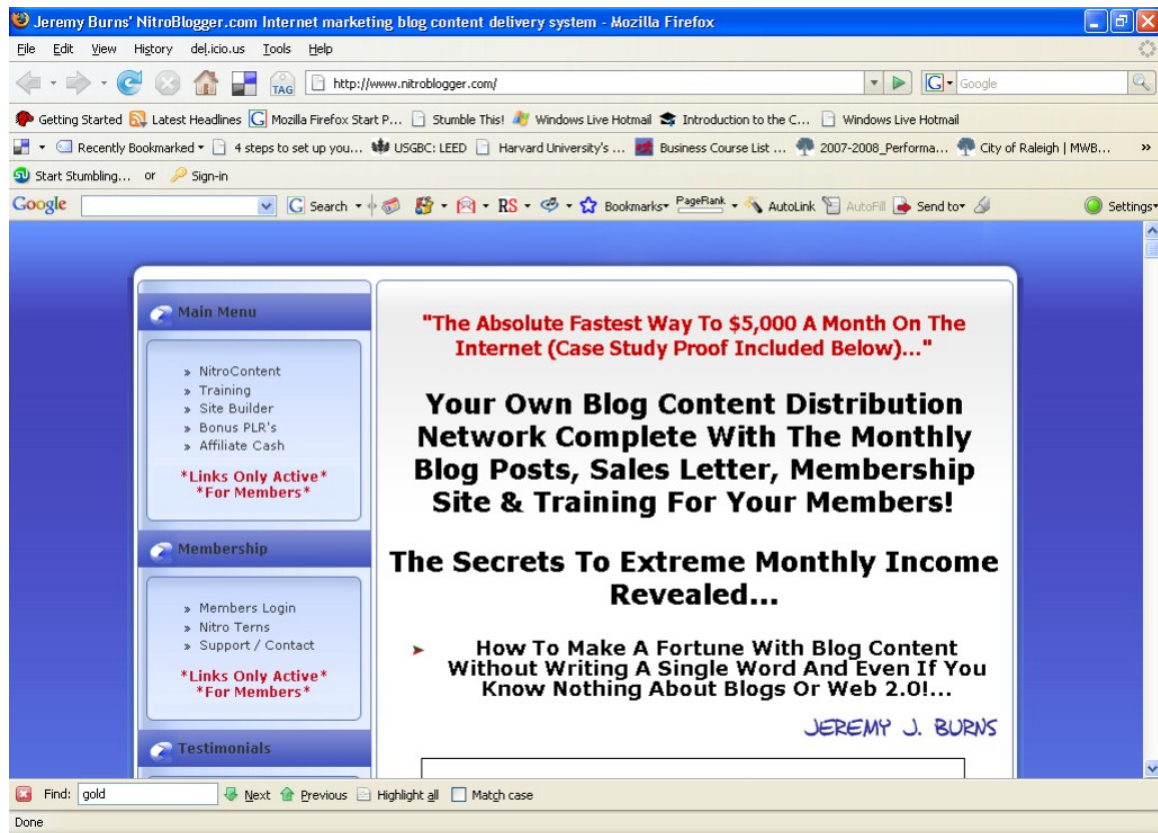 Jeremy Burns' NitroBlogger.com Internet marketing blog content delivery system - Mozilla Firefox
File Edit View History del.icio.us Tools Help
TAG http://www.nitroblogger.com/ G Google
Getting Started Latest Headlines G Mozilla Firefox Start P... Stumble This! Windows Live Hotmail Introduction to the C... Windows Live Hotmail
Recently Bookmarked 4 steps to set up you... USGBC: LEED Harvard University's ... Business Course List ... 2007-2008_Performa... City of Raleigh | MWB... »
Start Stumbling... or Sign-in
Google G Search RS Bookmarks PageRank AutoLink AutoFill Send to Settings
Main Menu
» NitroContent
» Training
» Site Builder
» Bonus PLR's
» Affiliate Cash
*Links Only Active*
*For Members*
Membership
» Members Login
» Nitro Terns
» Support / Contact
*Links Only Active*
*For Members*
Testimonials
"The Absolute Fastest Way To $5,000 A Month On The
Internet (Case Study Proof Included Below)..."
Your Own Blog Content Distribution
Network Complete With The Monthly
Blog Posts, Sales Letter, Membership
Site & Training For Your Members!
The Secrets To Extreme Monthly Income
Revealed...
How To Make A Fortune With Blog Content
Without Writing A Single Word And Even If You
Know Nothing About Blogs Or Web 2.0!...
JEREMY J. BURNS
Find: gold Next Previous Highlight all Match case
Done